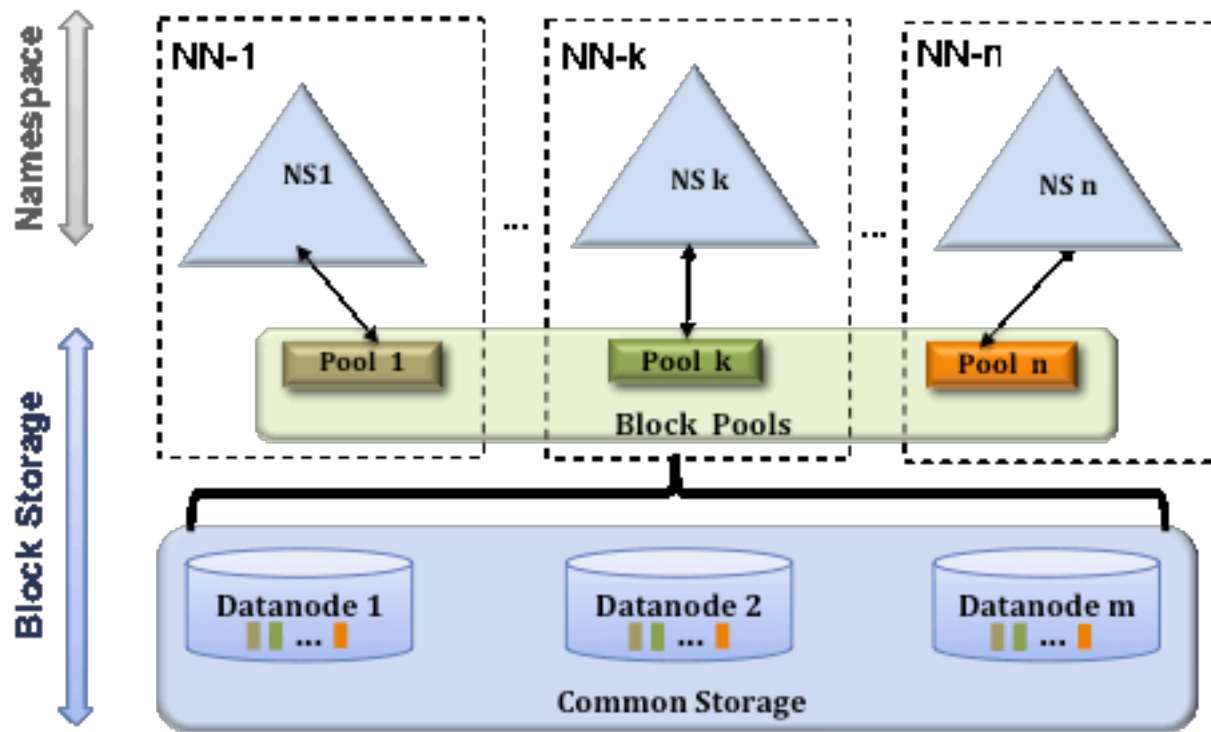 Namespace
NN-1
NN-k
NN-n
NS1
NS k
NS n
...
...
Pool 1
Pool k
Pool n
Block Pools
Block Storage
Datanode 1
...
Datanode 2
...
Datanode m
...
Common Storage